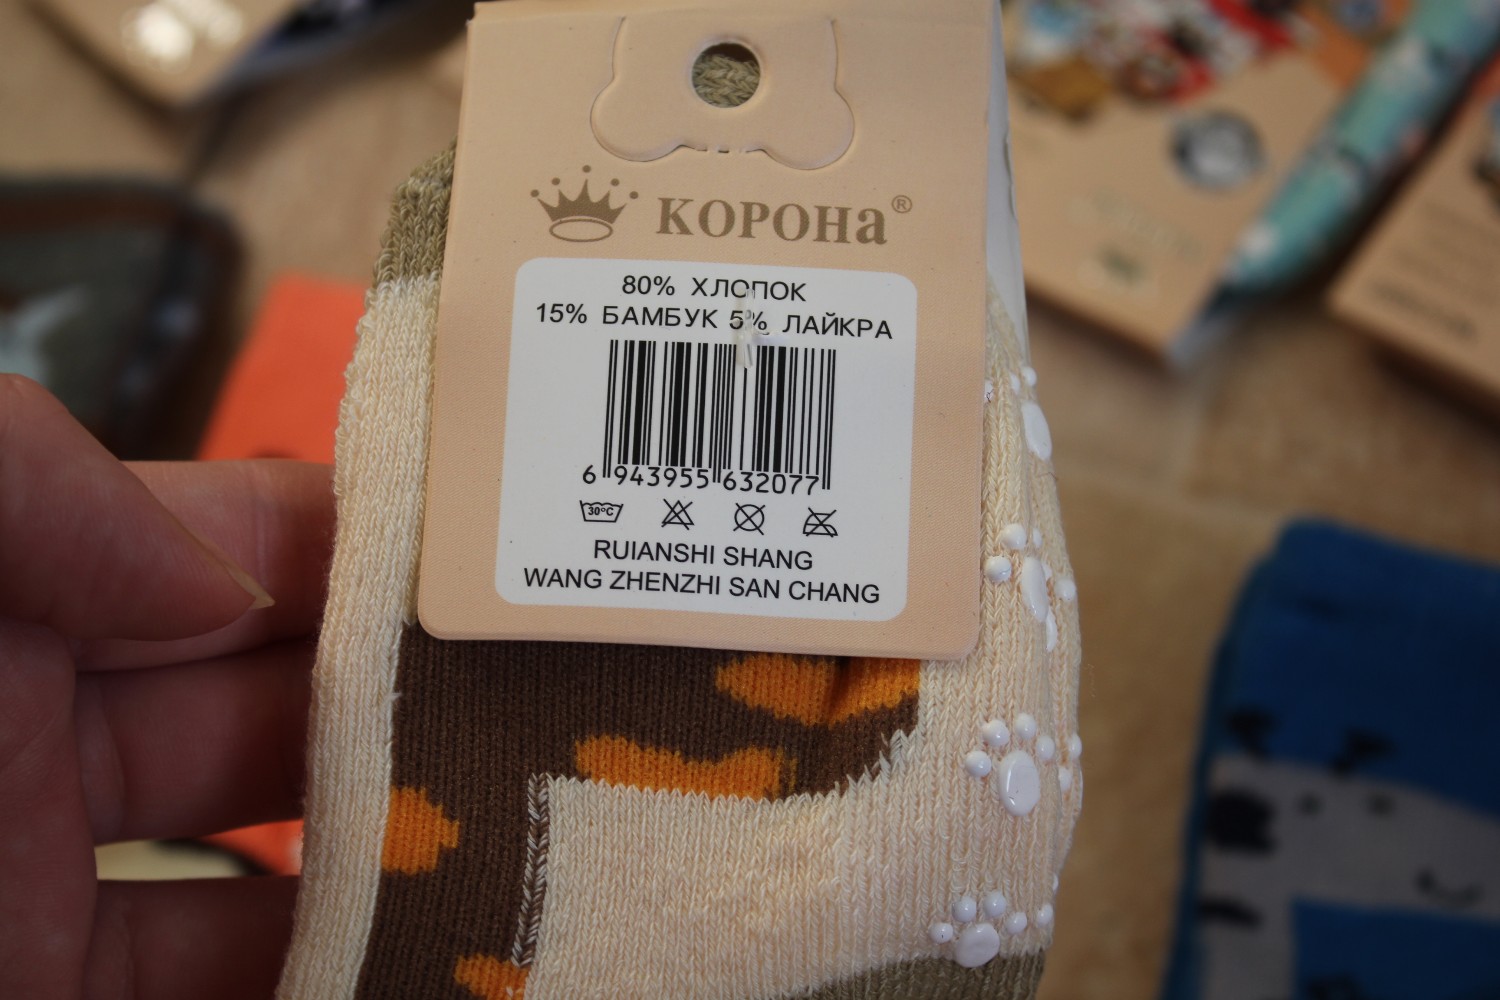 КОРОНа®
80% ХЛОПОК
15% БАМБУК 5% ЛАЙКРА
6 943955 632077
30°C
RUIANSHI SHANG
WANG ZHENZHI SAN CHANG